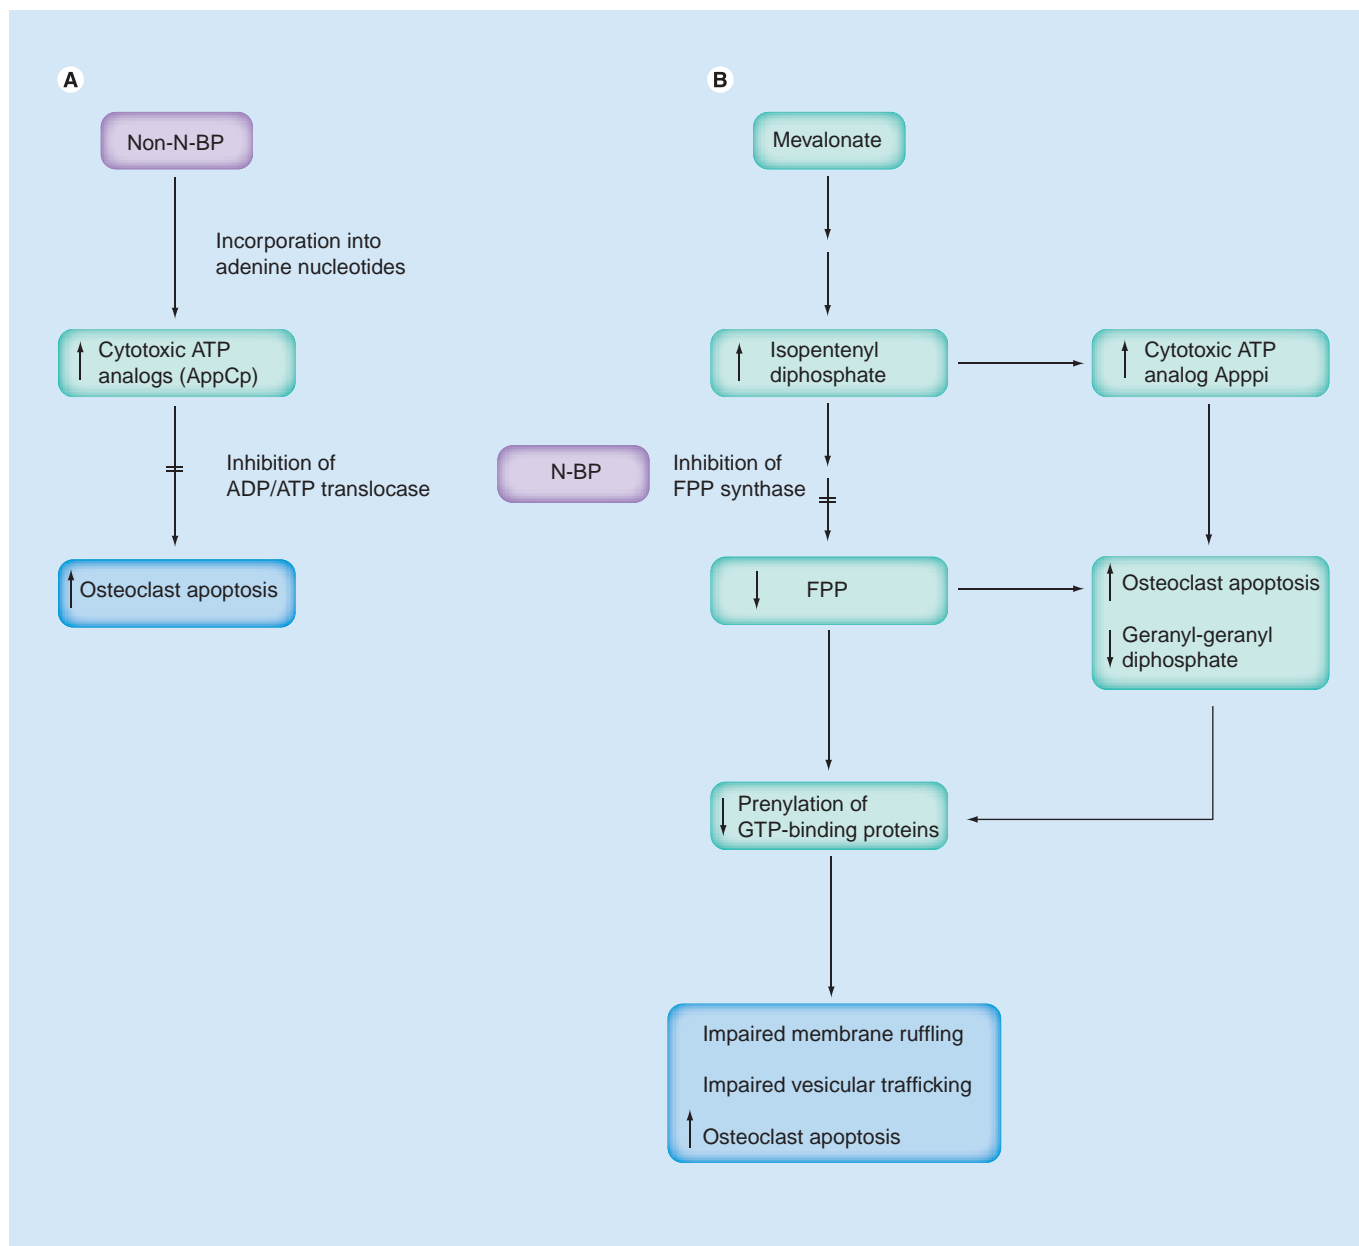 A
Non-N-BP
Incorporation into
adenine nucleotides
Cytotoxic ATP
analogs (AppCp)
Inhibition of
ADP/ATP translocase
Osteoclast apoptosis
B
Mevalonate
Isopentenyl
diphosphate
Cytotoxic ATP
analog Apppi
N-BP
Inhibition of
FPP synthase
FPP
Osteoclast apoptosis
Geranyl-geranyl
diphosphate
Prenylation of
GTP-binding proteins
Impaired membrane ruffling
Impaired vesicular trafficking
Osteoclast apoptosis